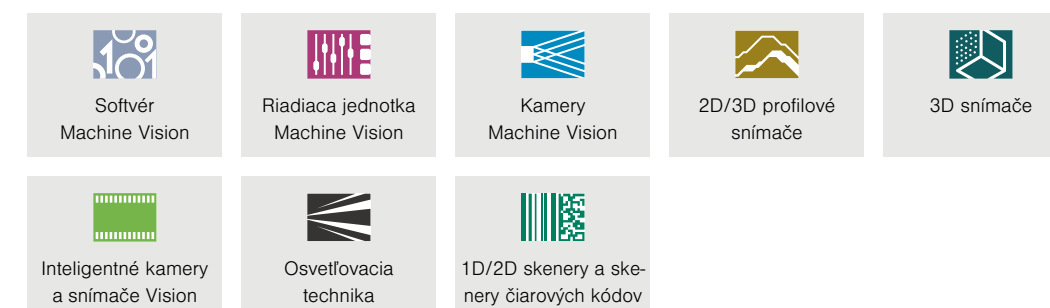 Softvér
Machine Vision
Riadiaca jednotka
Machine Vision
Kamery
Machine Vision
2D/3D profilové
snímače
3D snímače
Inteligentné kamery
a snímače Vision
Osvetľovacia
technika
1D/2D skenery a ske-
nery čiarových kódov